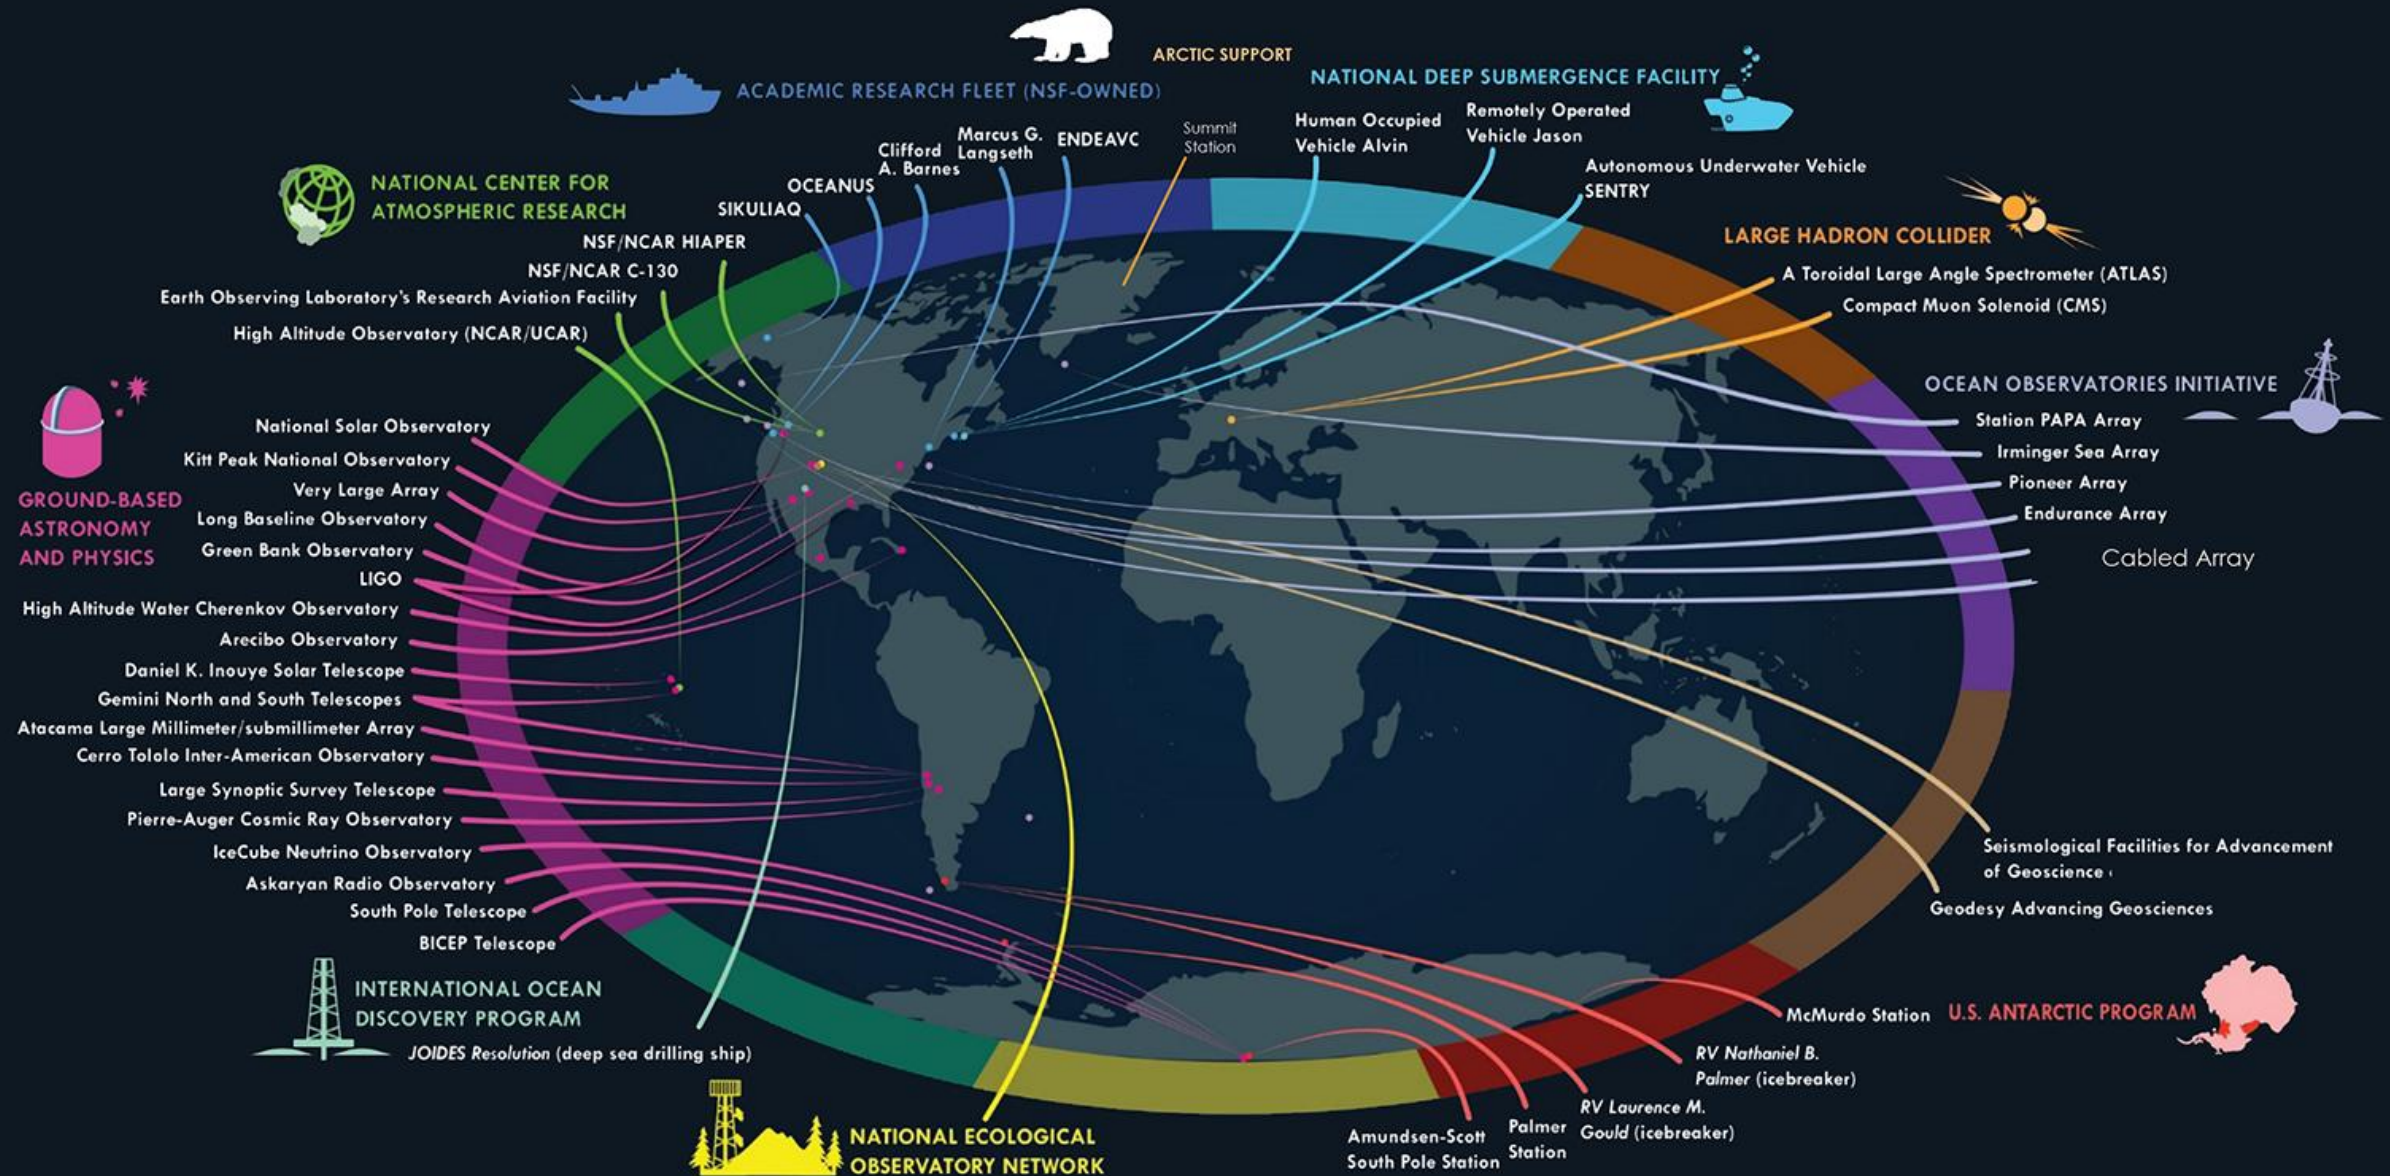 ARCTIC SUPPORT
Summit
Station
ACADEMIC RESEARCH FLEET (NSF-OWNED)
SIKULIAQ
OCEANUS
Clifford
A. Barnes
Marcus G.
Langseth
ENDEAVC
NATIONAL DEEP SUBMERGENCE FACILITY
Human Occupied
Vehicle Alvin
Remotely Operated
Vehicle Jason
Autonomous Underwater Vehicle
SENTRY
NATIONAL CENTER FOR
ATMOSPHERIC RESEARCH
NSF/NCAR HIAPER
NSF/NCAR C-130
Earth Observing Laboratory's Research Aviation Facility
High Altitude Observatory (NCAR/UCAR)
LARGE HADRON COLLIDER
A Toroidal Large Angle Spectrometer (ATLAS)
Compact Muon Solenoid (CMS)
OCEAN OBSERVATORIES INITIATIVE
Station PAPA Array
Irminger Sea Array
Pioneer Array
Endurance Array
Cabled Array
GROUND-BASED
ASTRONOMY
AND PHYSICS
National Solar Observatory
Kitt Peak National Observatory
Very Large Array
Long Baseline Observatory
Green Bank Observatory
LIGO
High Altitude Water Cherenkov Observatory
Arecibo Observatory
Daniel K. Inouye Solar Telescope
Gemini North and South Telescopes
Atacama Large Millimeter/submillimeter Array
Cerro Tololo Inter-American Observatory
Large Synoptic Survey Telescope
Pierre-Auger Cosmic Ray Observatory
IceCube Neutrino Observatory
Askaryan Radio Observatory
South Pole Telescope
BICEP Telescope
Seismological Facilities for Advancement
of Geoscience
Geodesy Advancing Geosciences
INTERNATIONAL OCEAN
DISCOVERY PROGRAM
JOIDES Resolution (deep sea drilling ship)
NATIONAL ECOLOGICAL
OBSERVATORY NETWORK
U.S. ANTARCTIC PROGRAM
McMurdo Station
RV Nathaniel B.
Palmer (icebreaker)
RV Laurence M.
Gould (icebreaker)
Palmer
Station
Amundsen-Scott
South Pole Station